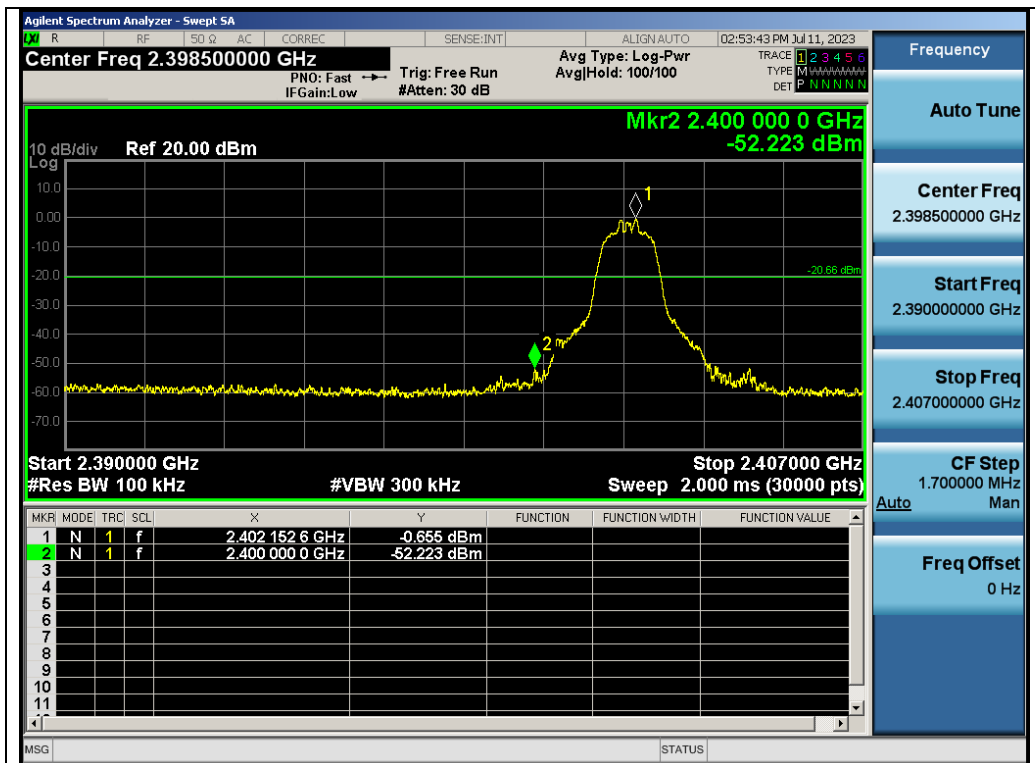 Agilent Spectrum Analyzer - Swept SA
LXI R RF 50 Ω AC CORREC SENSE:INT ALIGN AUTO 02:53:43 PM Jul 11, 2023
Center Freq 2.398500000 GHz
PNO: Fast
IFGain:Low
Trig: Free Run
#Atten: 30 dB
Avg Type: Log-Pwr
Avg|Hold: 100/100
TRACE 1 2 3 4 5 6
TYPE M WWWWW
DET P N N N N N
Mkr2 2.400 000 0 GHz
-52.223 dBm
10 dB/div Ref 20.00 dBm
Log
10.0
0.00
-10.0
-20.0
-30.0
-40.0
-50.0
-60.0
-70.0
1
-20.66 dBm
2
Start 2.390000 GHz Stop 2.407000 GHz
#Res BW 100 kHz #VBW 300 kHz Sweep 2.000 ms (30000 pts)
MKR MODE TRC SCL X Y FUNCTION FUNCTION WIDTH FUNCTION VALUE
1 N 1 f 2.402 152 6 GHz -0.655 dBm
2 N 1 f 2.400 000 0 GHz -52.223 dBm
3
4
5
6
7
8
9
10
11
MSG STATUS
Frequency
Auto Tune
Center Freq
2.398500000 GHz
Start Freq
2.390000000 GHz
Stop Freq
2.407000000 GHz
CF Step
1.700000 MHz
Auto Man
Freq Offset
0 Hz